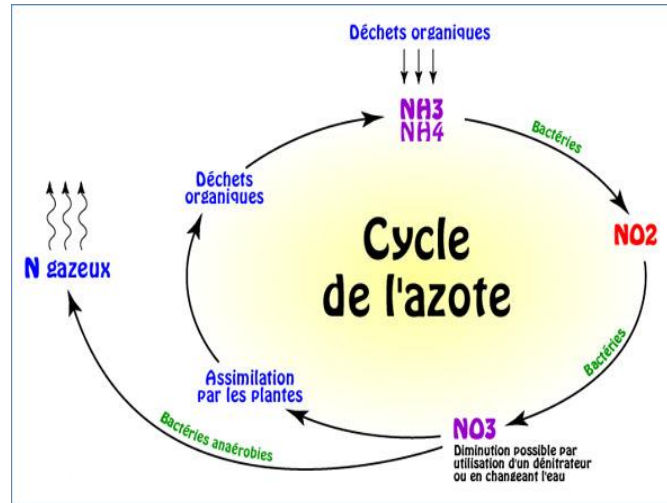 Déchets organiques
NH3
NH4
Bactéries
Déchets
organiques
N gazeux
Cycle
de l'azote
NO2
Bactéries
Assimilation
par les plantes
Bactéries anaérobies
NO3
Diminution possible par
utilisation d'un dénitrateur
ou en changeant l'eau